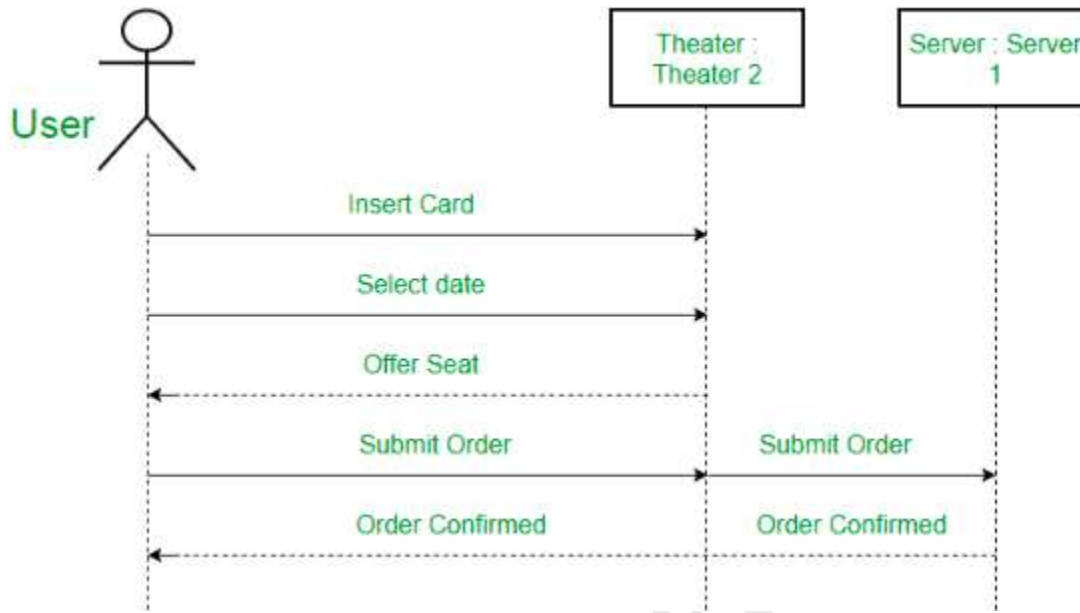 Theater :
Theater 2
Server : Server
1
User
Insert Card
Select date
Offer Seat
Submit Order
Submit Order
Order Confirmed
Order Confirmed